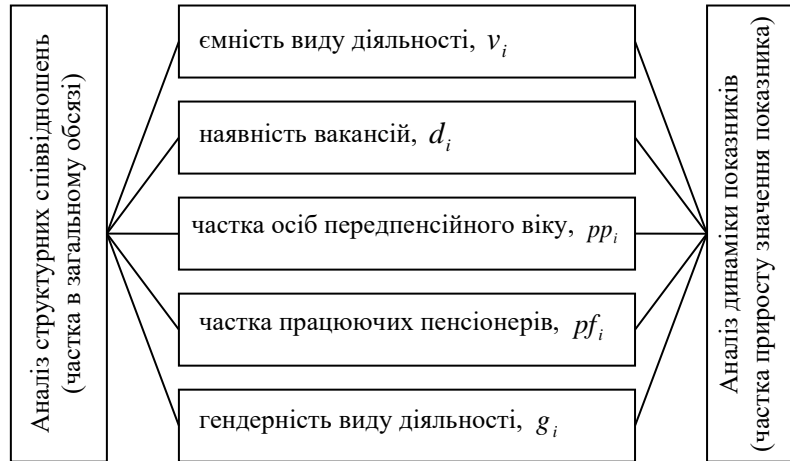 Аналіз структурних співвідношень
(частка в загальному обсязі)
ємність виду діяльності, v_i
наявність вакансій, d_i
частка осіб передпенсійного віку, pp_i
частка працюючих пенсіонерів, pf_i
гендерність виду діяльності, g_i
Аналіз динаміки показників
(частка приросту значення показника)